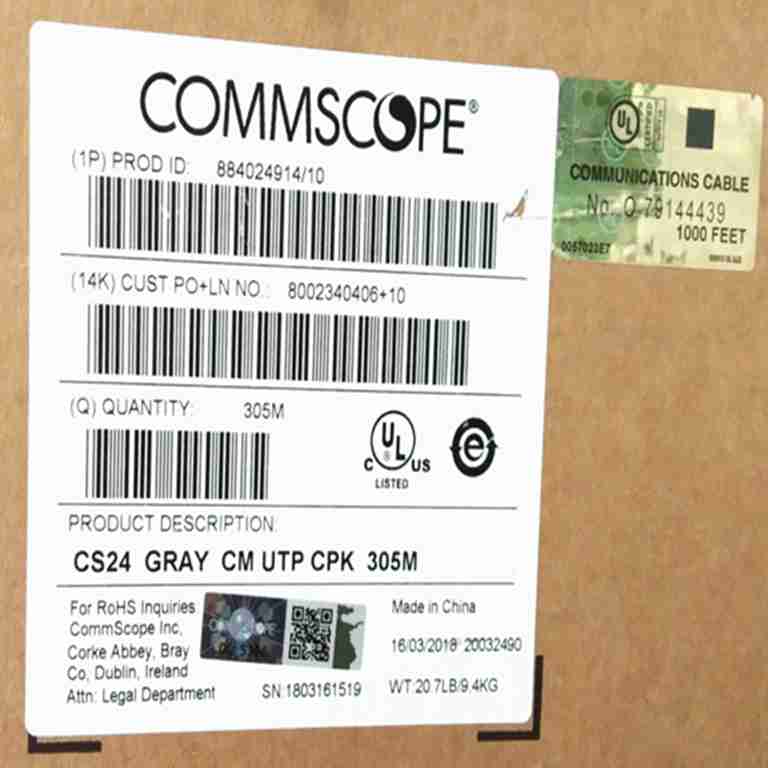 COMMSCOPE®
(1P) PROD ID: 884024914/10
(14K) CUST PO+LN NO.: 8002340406+10
(Q) QUANTITY: 305M
UL
®
C US
LISTED
e
PRODUCT DESCRIPTION:
CS24 GRAY CM UTP CPK 305M
For RoHS Inquiries
CommScope Inc,
Corke Abbey, Bray
Co, Dublin, Ireland
Attn: Legal Department
SN:1803161519
Made in China
16/03/2018 20032490
WT:20.7LB/9.4KG
UL
CERTIFIED
COMMUNICATIONS CABLE
No. O 79144439
1000 FEET